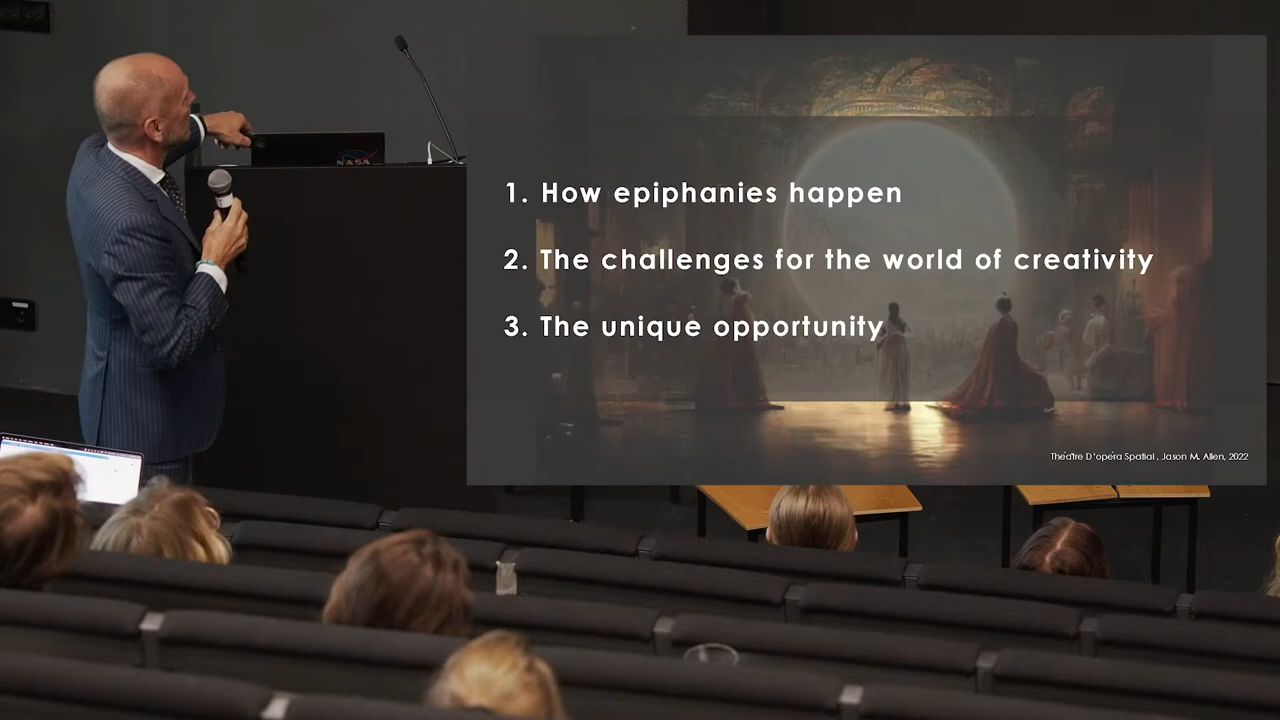 NASA
1. How epiphanies happen
2. The challenges for the world of creativity
3. The unique opportunity
Theátre D'opéra Spatial , Jason M. Allen, 2022